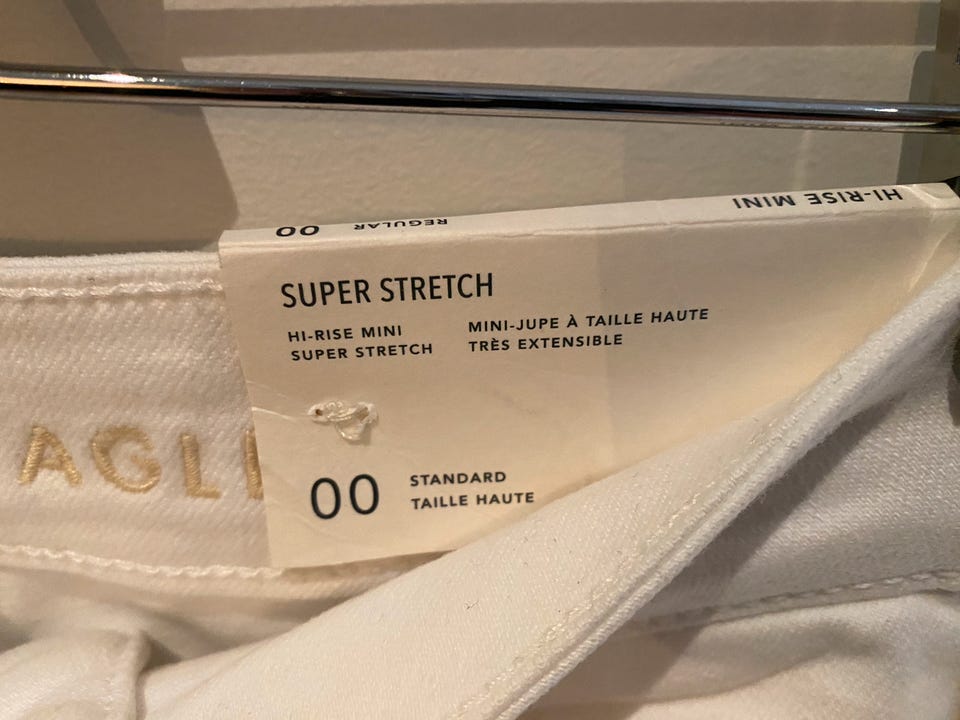 00 REGULAR HI-RISE MINI
SUPER STRETCH
HI-RISE MINI
SUPER STRETCH
MINI-JUPE À TAILLE HAUTE
TRÈS EXTENSIBLE
00
STANDARD
TAILLE HAUTE
AGL